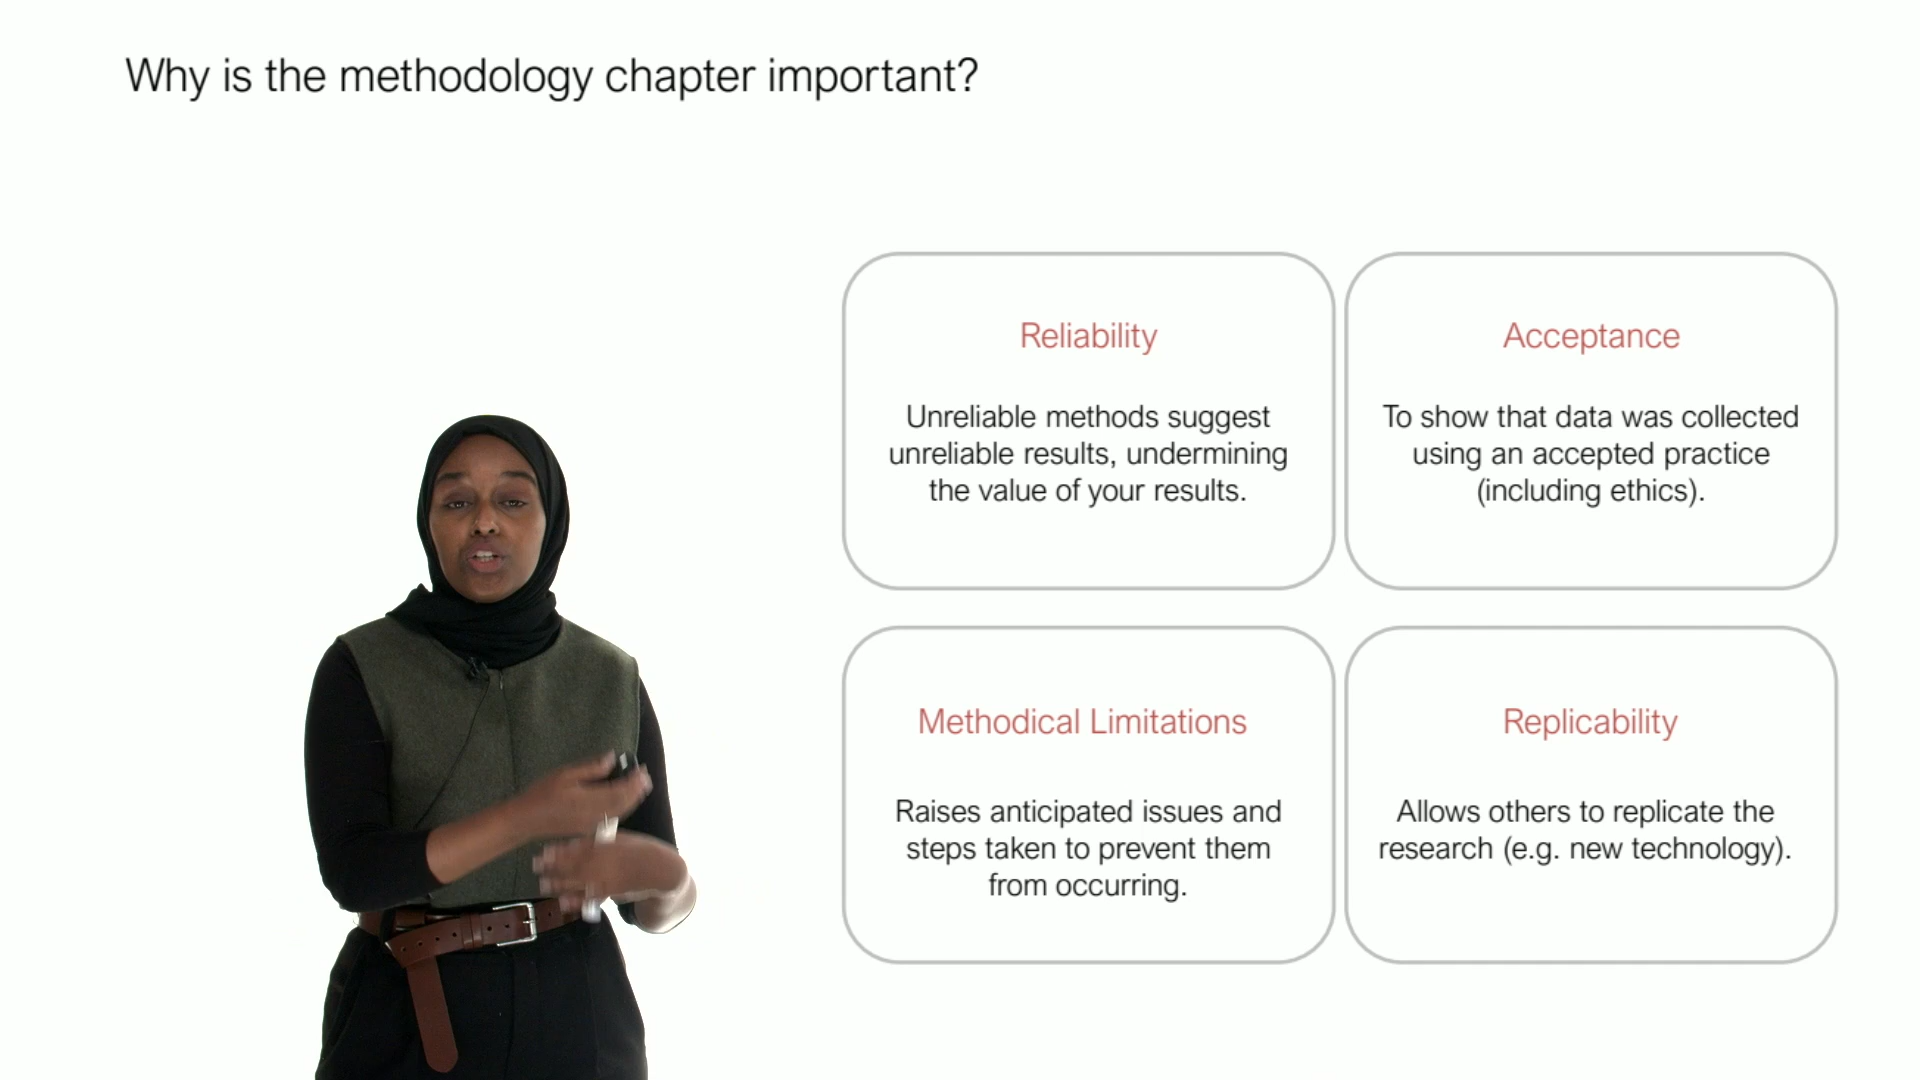 Why is the methodology chapter important?
Reliability
Unreliable methods suggest
unreliable results, undermining
the value of your results.
Acceptance
To show that data was collected
using an accepted practice
(including ethics).
Methodical Limitations
Raises anticipated issues and
steps taken to prevent them
from occurring.
Replicability
Allows others to replicate the
research (e.g. new technology).